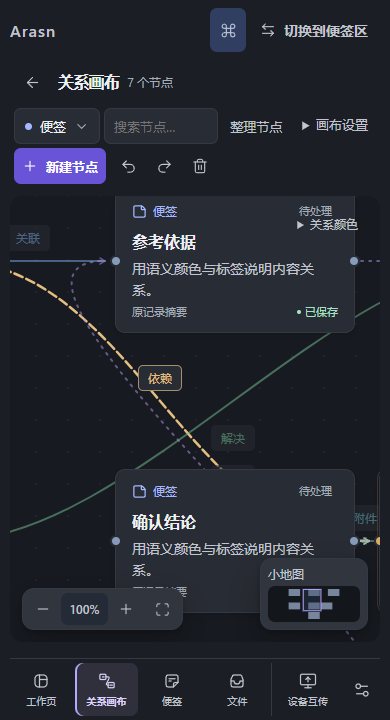 Arasn
⌘
切换到便签区
关系画布 7 个节点
便签
搜索节点...
整理节点
画布设置
+ 新建节点
关联
便签
待处理
关系颜色
参考依据
用语义颜色与标签说明内容关
系。
原记录摘要
已保存
依赖
解决
便签
待处理
附件
确认结论
用语义颜色与标签说明内容关
系。
小地图
100%
工作页
关系画布
便签
文件
设备互传